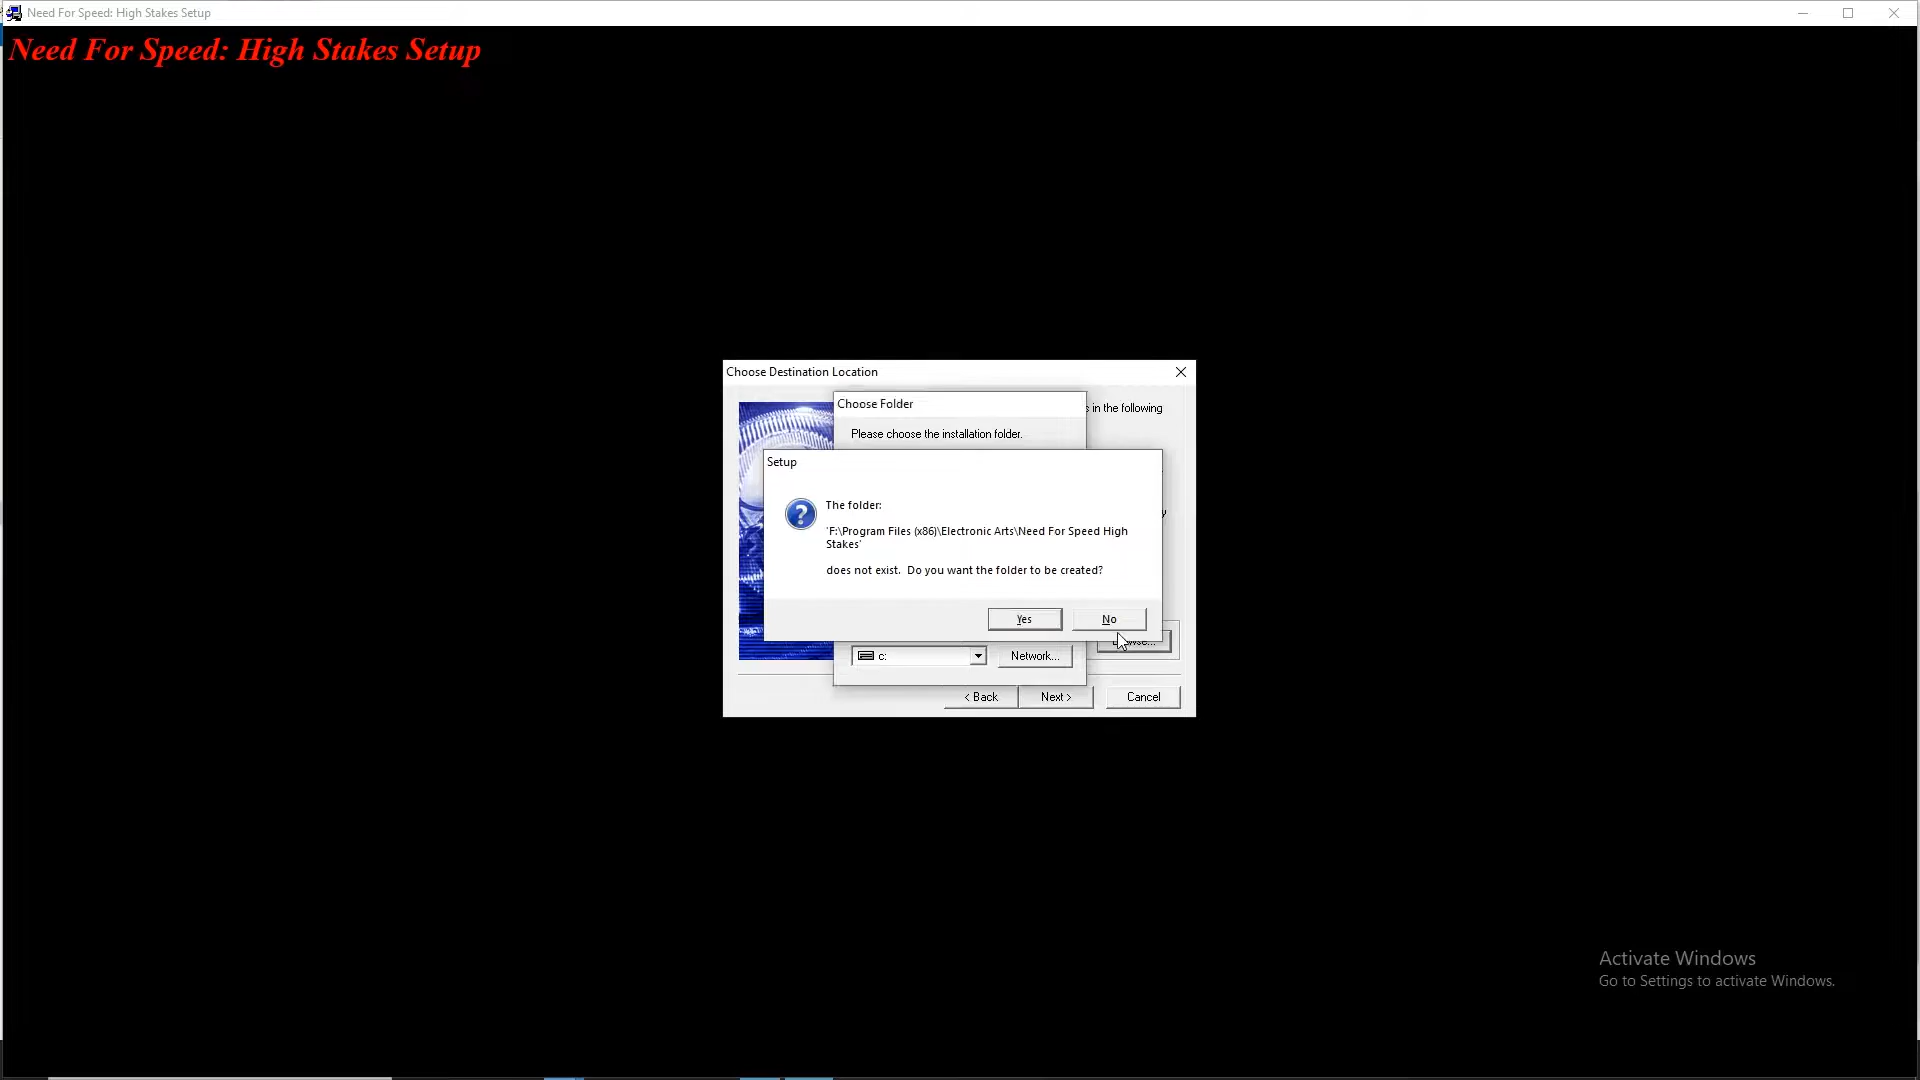 Need For Speed: High Stakes Setup
Need For Speed: High Stakes Setup
Choose Destination Location
Choose Folder
s in the following
Please choose the installation folder.
Setup
The folder:
'F:\Program Files (x86)\Electronic Arts\Need For Speed High
Stakes'
does not exist.  Do you want the folder to be created?
Yes
No
c:
Network...
< Back
Next >
Cancel
Activate Windows
Go to Settings to activate Windows.